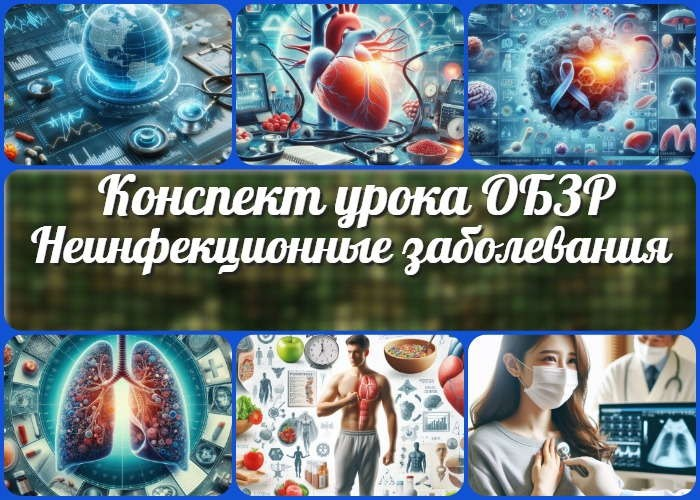 Конспект урока ОБЗР
Неинфекционные заболевания